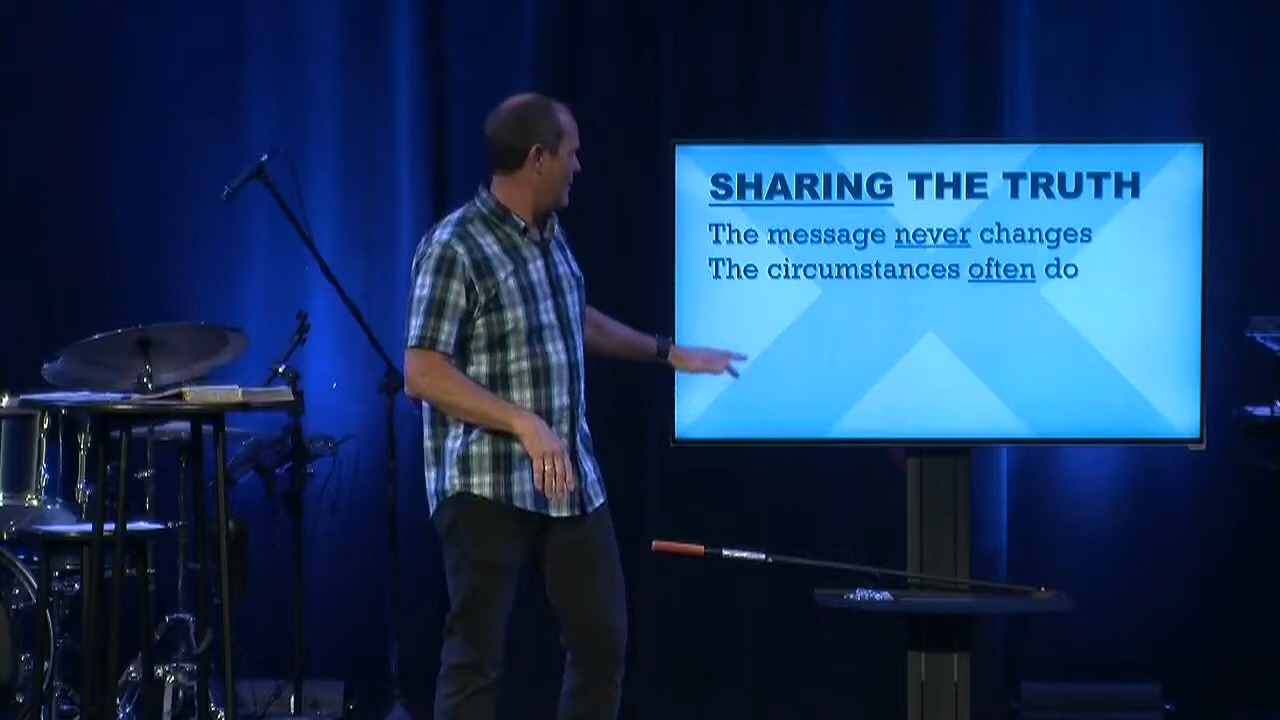 SHARING THE TRUTH
The message never changes
The circumstances often do